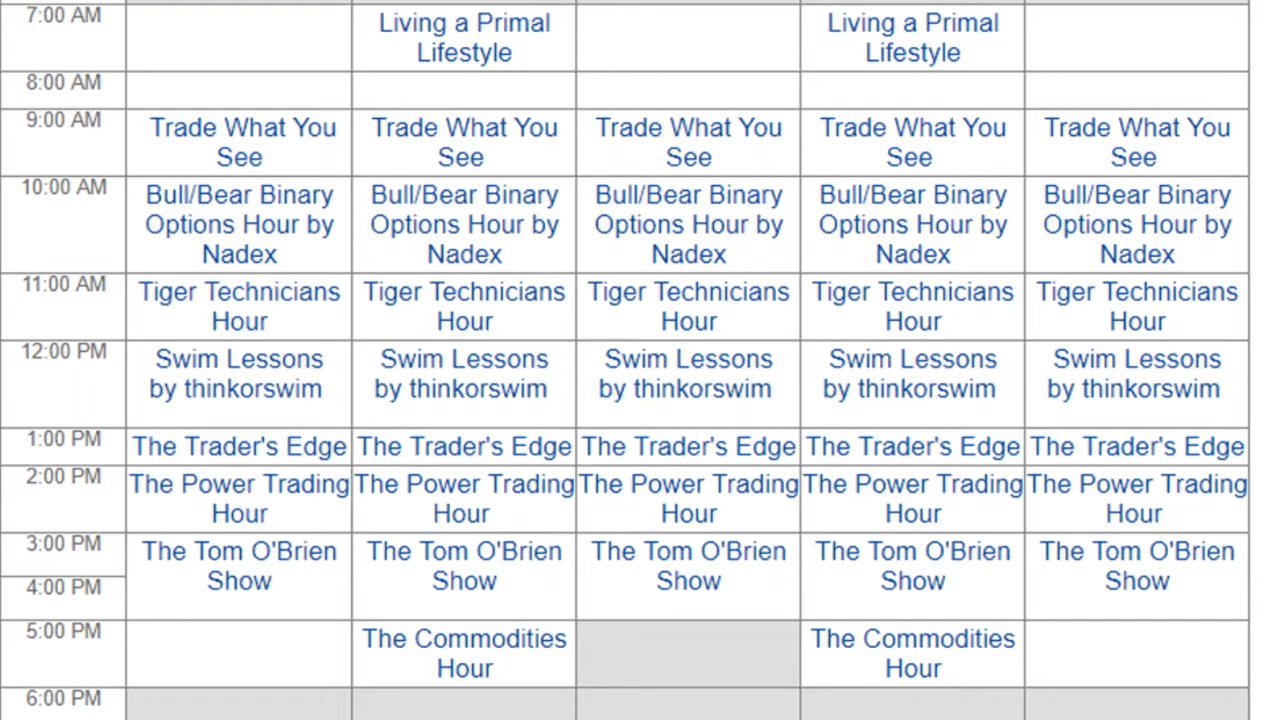 7:00 AM
Living a Primal
Lifestyle
Living a Primal
Lifestyle
8:00 AM
9:00 AM
Trade What You
See
Trade What You
See
Trade What You
See
Trade What You
See
Trade What You
See
10:00 AM
Bull/Bear Binary
Options Hour by
Nadex
Bull/Bear Binary
Options Hour by
Nadex
Bull/Bear Binary
Options Hour by
Nadex
Bull/Bear Binary
Options Hour by
Nadex
Bull/Bear Binary
Options Hour by
Nadex
11:00 AM
Tiger Technicians
Hour
Tiger Technicians
Hour
Tiger Technicians
Hour
Tiger Technicians
Hour
Tiger Technicians
Hour
12:00 PM
Swim Lessons
by thinkorswim
Swim Lessons
by thinkorswim
Swim Lessons
by thinkorswim
Swim Lessons
by thinkorswim
Swim Lessons
by thinkorswim
1:00 PM
The Trader's Edge
The Trader's Edge
The Trader's Edge
The Trader's Edge
The Trader's Edge
2:00 PM
The Power Trading
Hour
The Power Trading
Hour
The Power Trading
Hour
The Power Trading
Hour
The Power Trading
Hour
3:00 PM
The Tom O'Brien
Show
The Tom O'Brien
Show
The Tom O'Brien
Show
The Tom O'Brien
Show
The Tom O'Brien
Show
4:00 PM
5:00 PM
The Commodities
Hour
The Commodities
Hour
6:00 PM